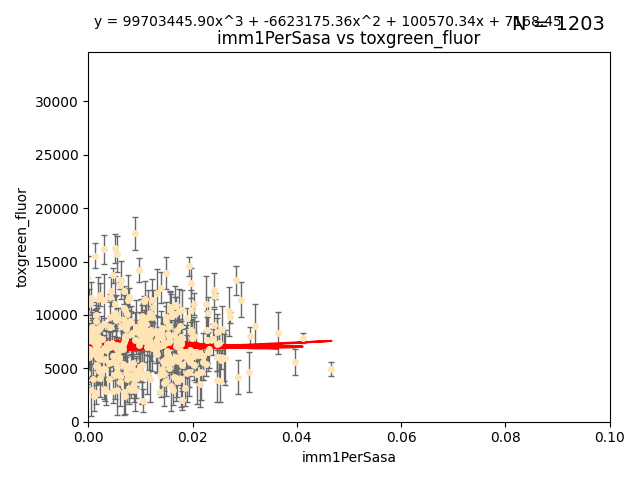 y = 99703445.90x^3 + -6623175.36x^2 + 100570.34x + 7168.45
N = 1203
imm1PerSasa vs toxgreen_fluor
30000
25000
20000
15000
10000
5000
0
toxgreen_fluor
0.00 0.02 0.04 0.06 0.08 0.10
imm1PerSasa